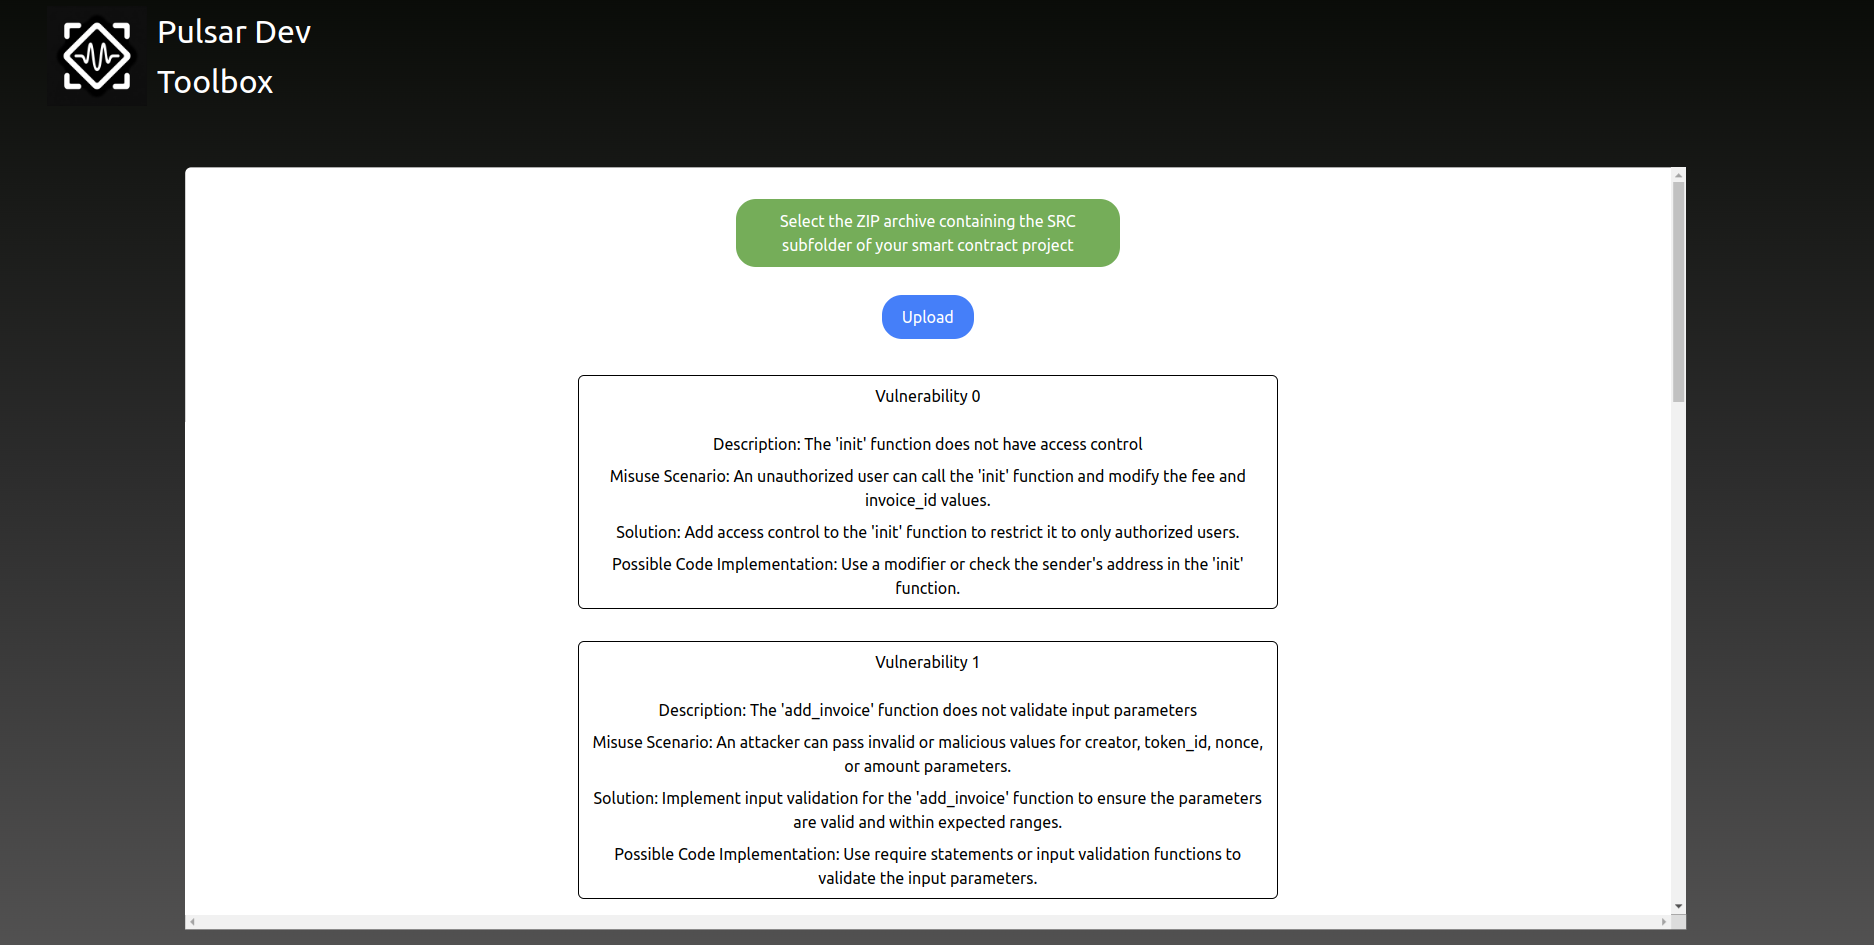 Pulsar Dev
Toolbox
Select the ZIP archive containing the SRC
subfolder of your smart contract project
Upload
Vulnerability 0
Description: The 'init' function does not have access control
Misuse Scenario: An unauthorized user can call the 'init' function and modify the fee and
invoice_id values.
Solution: Add access control to the 'init' function to restrict it to only authorized users.
Possible Code Implementation: Use a modifier or check the sender's address in the 'init'
function.
Vulnerability 1
Description: The 'add_invoice' function does not validate input parameters
Misuse Scenario: An attacker can pass invalid or malicious values for creator, token_id, nonce,
or amount parameters.
Solution: Implement input validation for the 'add_invoice' function to ensure the parameters
are valid and within expected ranges.
Possible Code Implementation: Use require statements or input validation functions to
validate the input parameters.